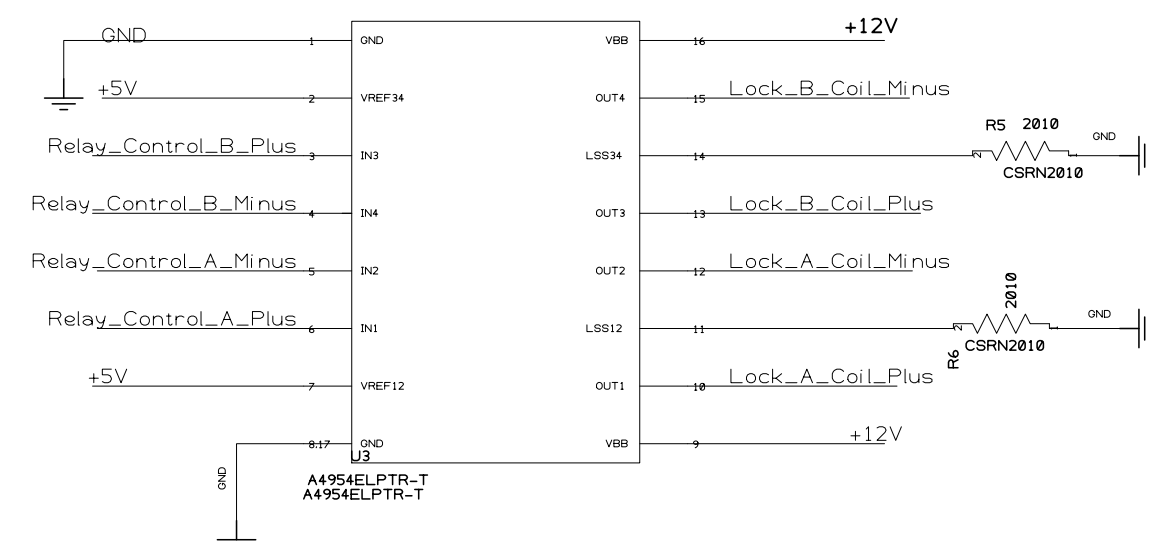 GND 1 GND VBB 16 +12V
+5V 2 VREF34 OUT4 15 Lock_B_Coil_Minus
R5 2010 GND
Relay_Control_B_Plus 3 IN3 LSS34 14 2 1
CSRN2010
Relay_Control_B_Minus 4 IN4 OUT3 13 Lock_B_Coil_Plus
Relay_Control_A_Minus 5 IN2 OUT2 12 Lock_A_Coil_Minus
2010
Relay_Control_A_Plus 6 IN1 LSS12 11 2 1 GND
R6 CSRN2010
+5V 7 VREF12 OUT1 10 Lock_A_Coil_Plus
8,17 GND VBB 9 +12V
U3
GND
A4954ELPTR-T
A4954ELPTR-T